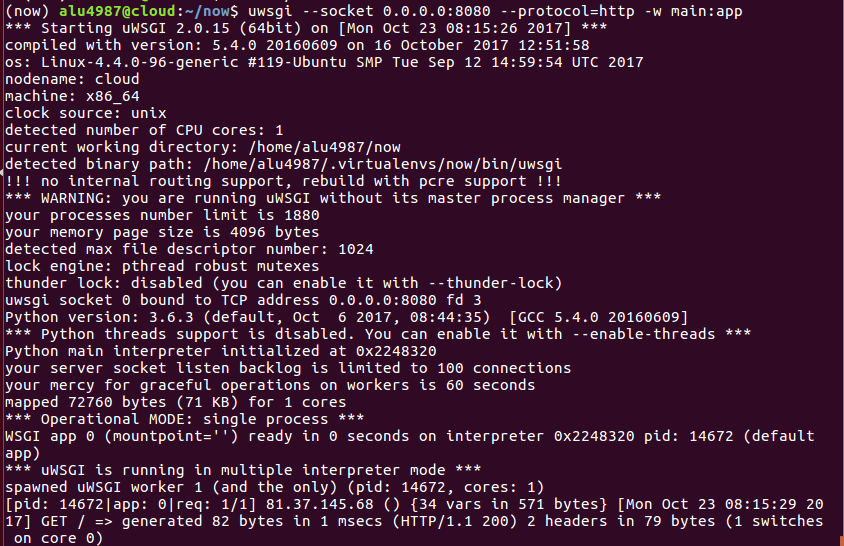 (now) alu4987@cloud:~/now$ uwsgi --socket 0.0.0.0:8080 --protocol=http -w main:app
*** Starting uWSGI 2.0.15 (64bit) on [Mon Oct 23 08:15:26 2017] ***
compiled with version: 5.4.0 20160609 on 16 October 2017 12:51:58
os: Linux-4.4.0-96-generic #119-Ubuntu SMP Tue Sep 12 14:59:54 UTC 2017
nodename: cloud
machine: x86_64
clock source: unix
detected number of CPU cores: 1
current working directory: /home/alu4987/now
detected binary path: /home/alu4987/.virtualenvs/now/bin/uwsgi
!!! no internal routing support, rebuild with pcre support !!!
*** WARNING: you are running uWSGI without its master process manager ***
your processes number limit is 1880
your memory page size is 4096 bytes
detected max file descriptor number: 1024
lock engine: pthread robust mutexes
thunder lock: disabled (you can enable it with --thunder-lock)
uwsgi socket 0 bound to TCP address 0.0.0.0:8080 fd 3
Python version: 3.6.3 (default, Oct  6 2017, 08:44:35)  [GCC 5.4.0 20160609]
*** Python threads support is disabled. You can enable it with --enable-threads ***
Python main interpreter initialized at 0x2248320
your server socket listen backlog is limited to 100 connections
your mercy for graceful operations on workers is 60 seconds
mapped 72760 bytes (71 KB) for 1 cores
*** Operational MODE: single process ***
WSGI app 0 (mountpoint='') ready in 0 seconds on interpreter 0x2248320 pid: 14672 (default
app)
*** uWSGI is running in multiple interpreter mode ***
spawned uWSGI worker 1 (and the only) (pid: 14672, cores: 1)
[pid: 14672|app: 0|req: 1/1] 81.37.145.68 () {34 vars in 571 bytes} [Mon Oct 23 08:15:29 20
17] GET / => generated 82 bytes in 1 msecs (HTTP/1.1 200) 2 headers in 79 bytes (1 switches
on core 0)